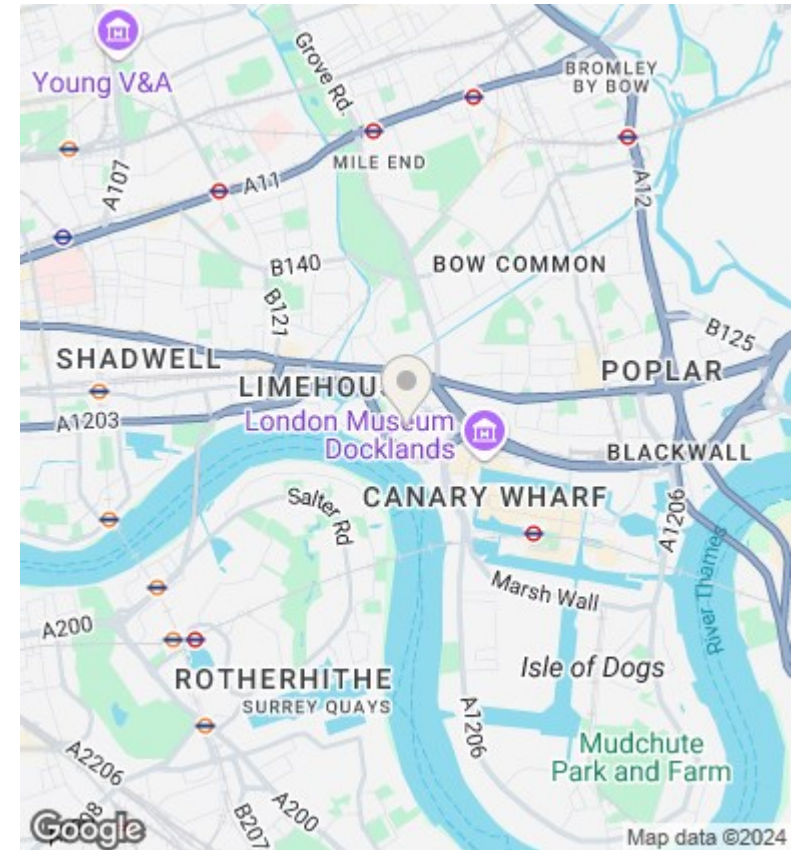 Young V&A
Grove Rd.
BROMLEY
BY BOW
MILE END
A107
A11
A12
B140
BOW COMMON
B121
B125
SHADWELL
LIMEHOUS
POPLAR
A1203
London Museum
Docklands
BLACKWALL
CANARY WHARF
Salter Rd
A1206
River Thames
Marsh Wall
A200
ROTHERHITHE
SURREY QUAYS
Isle of Dogs
A1206
A2206
Mudchute
Park and Farm
A200
B207
Google
Map data ©2024